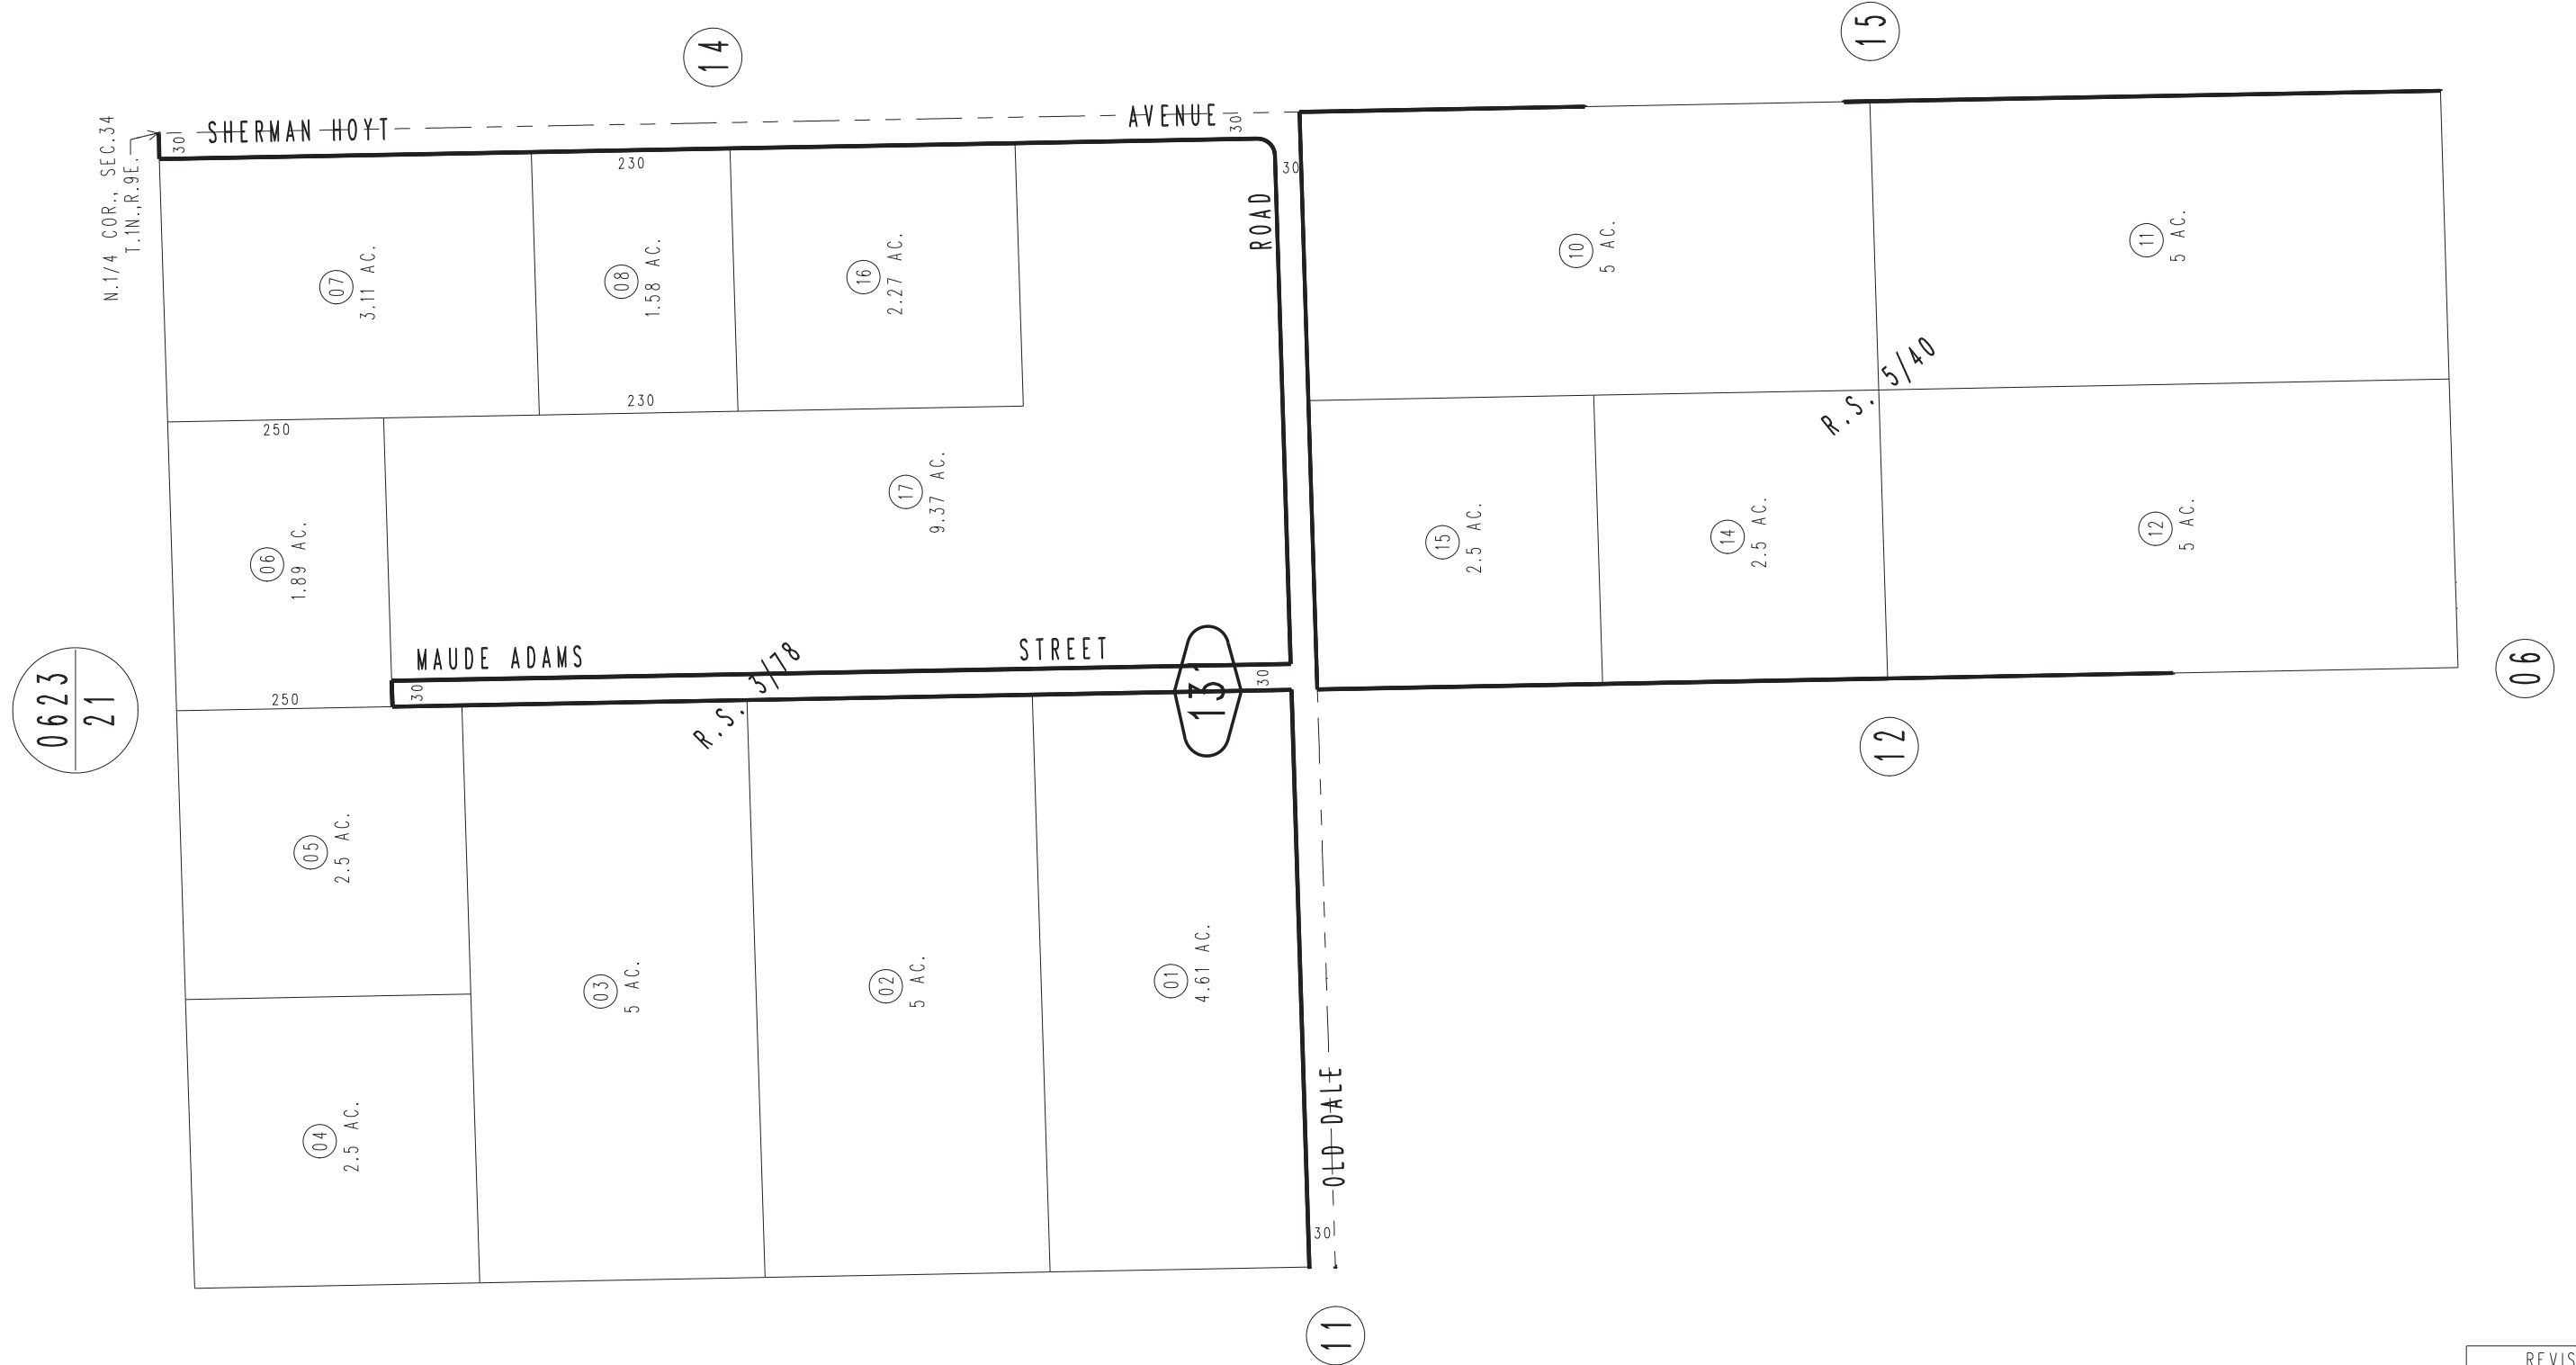 14
15
N.1/4 COR., SEC.34
T.1N.,R.9E.
SHERMAN HOYT AVENUE
30
30
30
230
07
3.11 AC.
08
1.58 AC.
16
2.27 AC.
ROAD
10
5 AC.
11
5 AC.
230
250
R.S. 5/40
17
9.37 AC.
06
1.89 AC.
15
2.5 AC.
14
2.5 AC.
12
5 AC.
0623
21
MAUDE ADAMS STREET
R.S. 3/78
13
30
30
250
06
12
05
2.5 AC.
03
5 AC.
02
5 AC.
01
4.61 AC.
04
2.5 AC.
OLD DALE
30
11